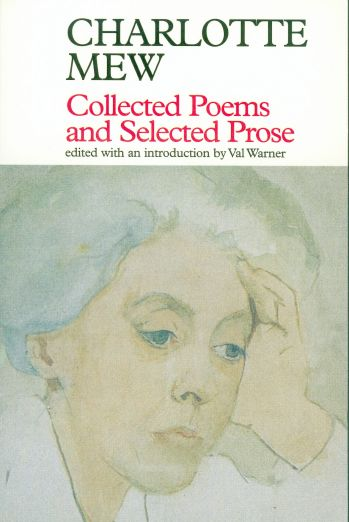 CHARLOTTE
MEW
Collected Poems
and Selected Prose
edited with an introduction by Val Warner